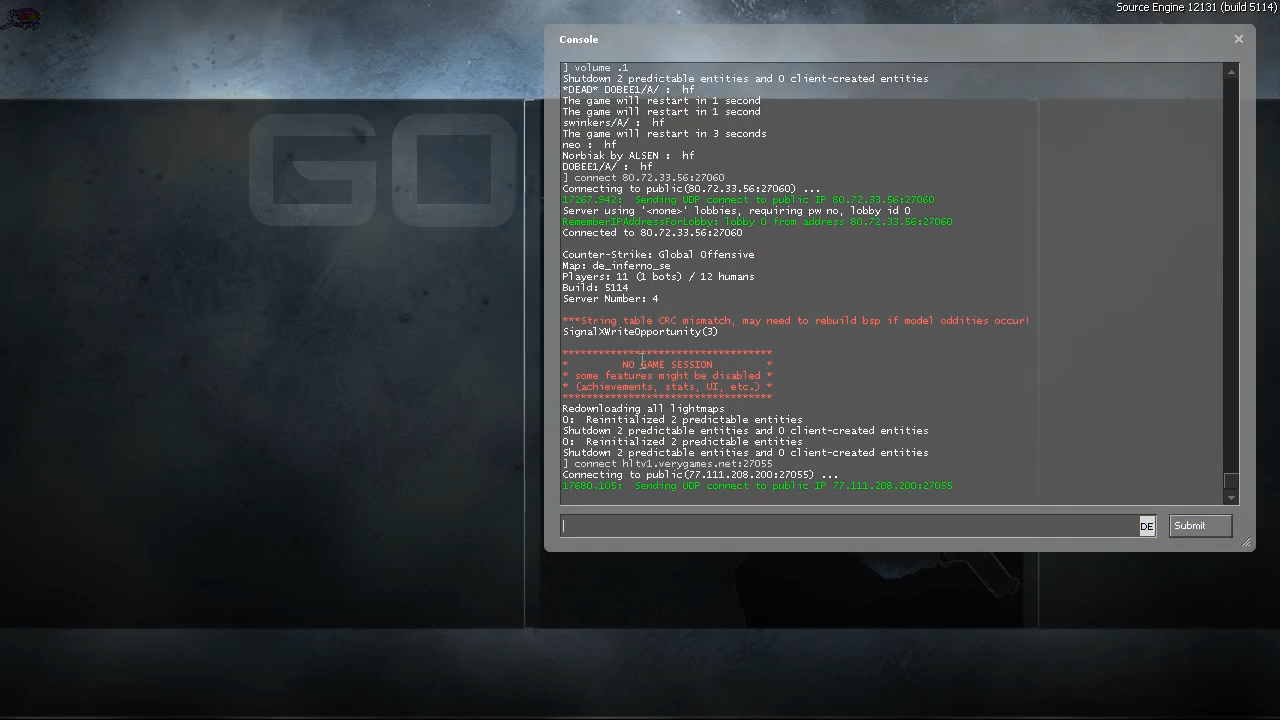 Source Engine 12131 (build 5114)
GO
Console
] volume .1
Shutdown 2 predictable entities and 0 client-created entities
*DEAD* DOBEE1/A/ :  hf
The game will restart in 1 second
The game will restart in 1 second
swinkers/A/ :  hf
The game will restart in 3 seconds
neo :  hf
Norbiak by ALSEN :  hf
DOBEE1/A/ :  hf
] connect 80.72.33.56:27060
Connecting to public(80.72.33.56:27060) ...
17267.942:  Sending UDP connect to public IP 80.72.33.56:27060
Server using '<none>' lobbies, requiring pw no, lobby id 0
RememberIPAddressForLobby: lobby 0 from address 80.72.33.56:27060
Connected to 80.72.33.56:27060
Counter-Strike: Global Offensive
Map: de_inferno_se
Players: 11 (1 bots) / 12 humans
Build: 5114
Server Number: 4
***String table CRC mismatch, may need to rebuild bsp if model oddities occur!
SignalXWriteOpportunity(3)
***********************************
*         NO GAME SESSION         *
* some features might be disabled *
* (achievements, stats, UI, etc.) *
***********************************
Redownloading all lightmaps
0:  Reinitialized 2 predictable entities
Shutdown 2 predictable entities and 0 client-created entities
0:  Reinitialized 2 predictable entities
Shutdown 2 predictable entities and 0 client-created entities
] connect hltv1.verygames.net:27055
Connecting to public(77.111.208.200:27055) ...
17680.105:  Sending UDP connect to public IP 77.111.208.200:27055
DE
Submit